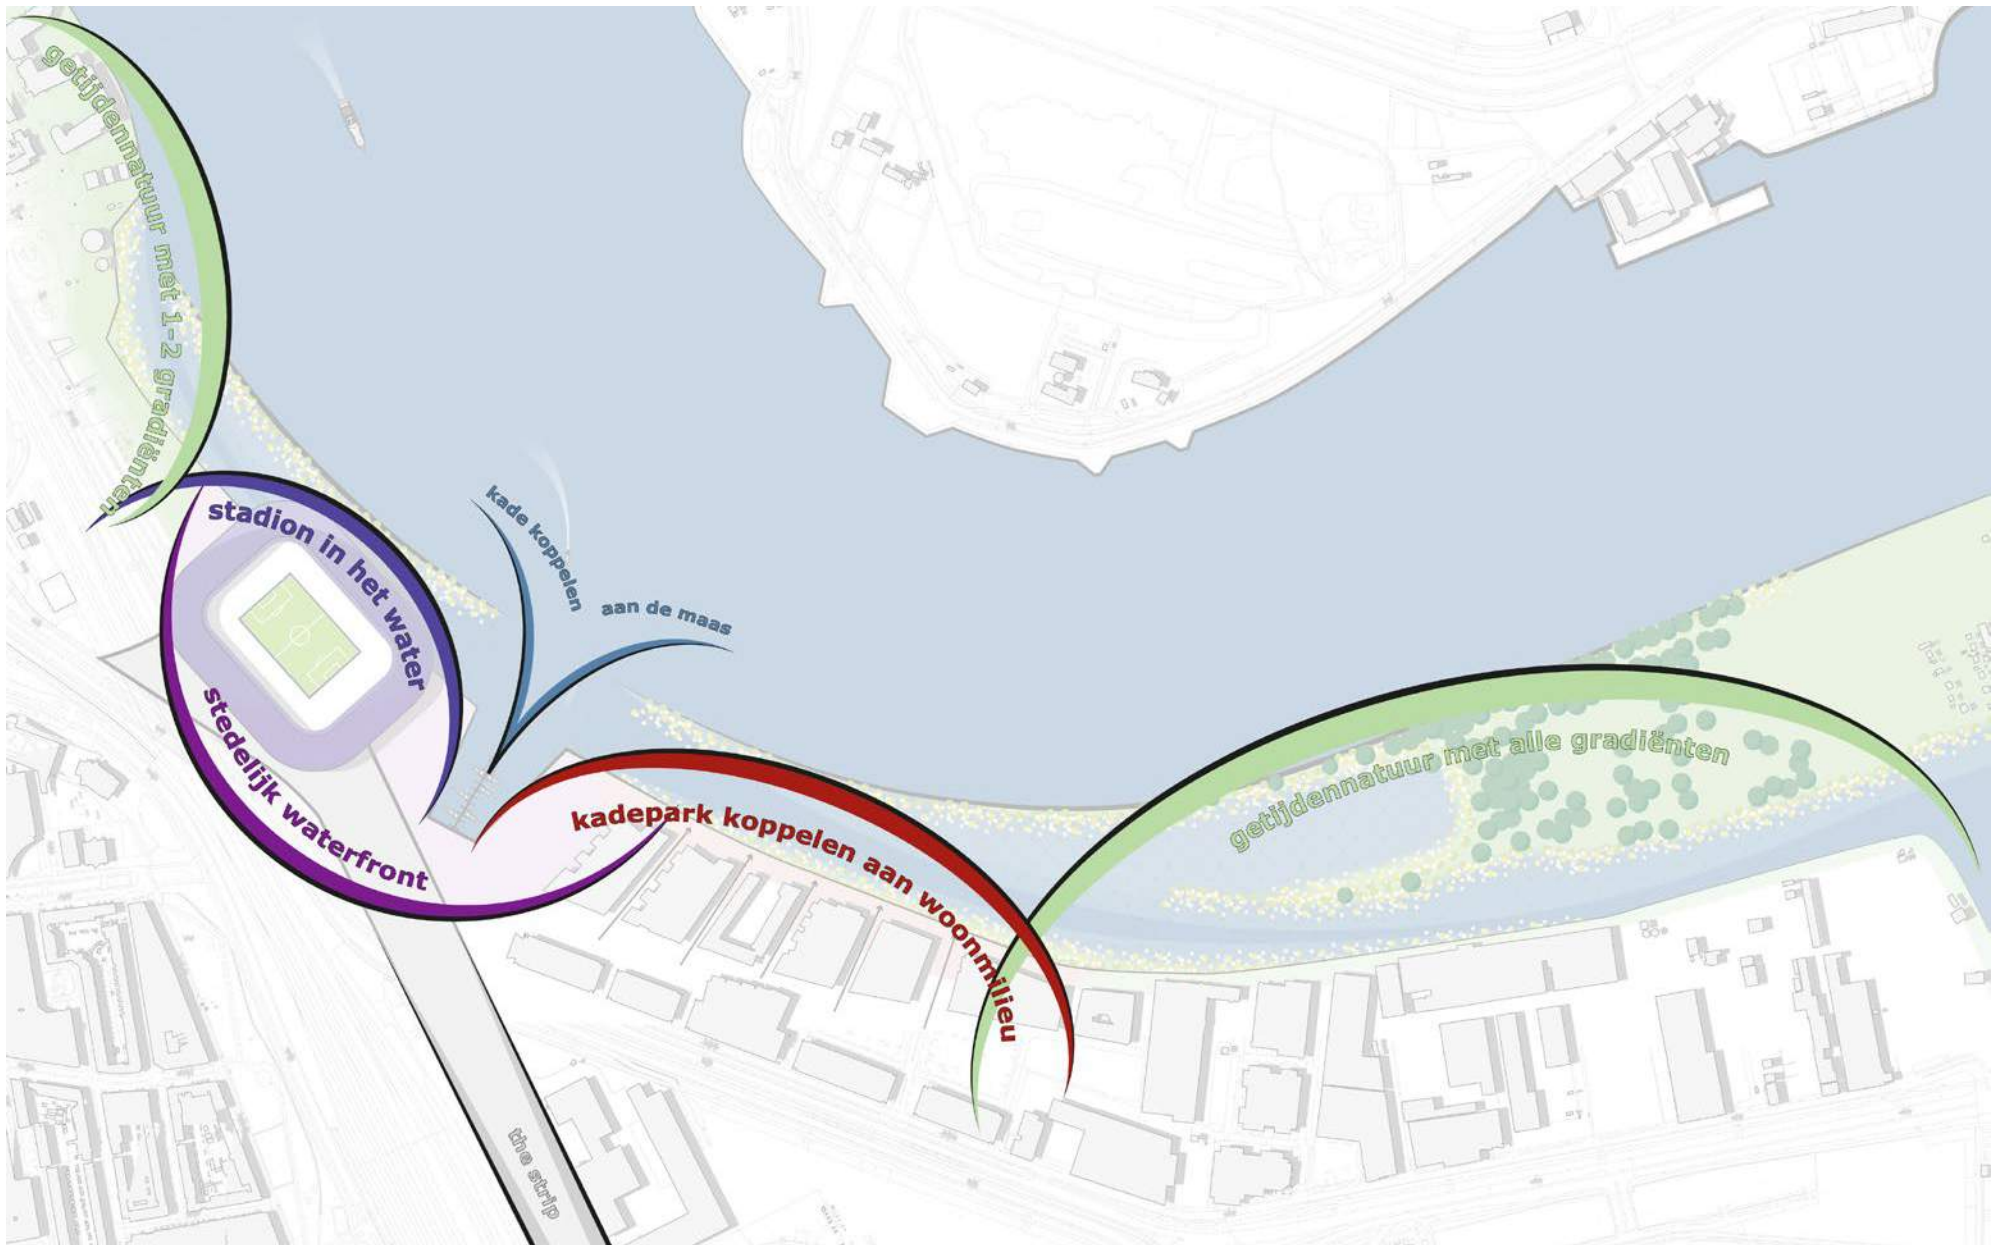 getijdennatuur met 1-2 gradiënten
stadion in het water
kade koppelen
aan de maas
stedelijk waterfront
kadepark koppelen aan woonmilieu
getijdennatuur met alle gradiënten
the strip